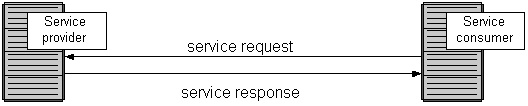 Service
provider
Service
consumer
service request
service response